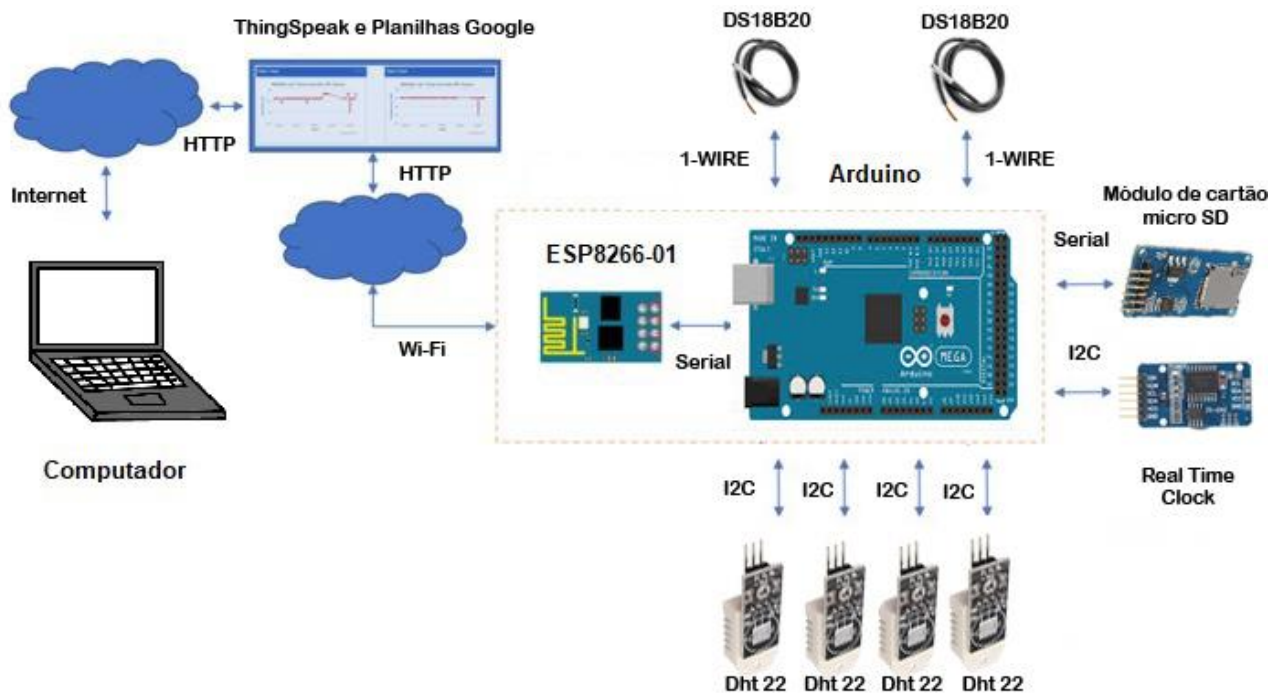 ThingSpeak e Planilhas Google
DS18B20
DS18B20
HTTP
HTTP
Internet
1-WIRE
1-WIRE
Arduino
Módulo de cartão
micro SD
Serial
ESP8266-01
Wi-Fi
Serial
MEGA
Arduino
I2C
Computador
Real Time
Clock
I2C
I2C
I2C
I2C
Dht 22
Dht 22
Dht 22
Dht 22